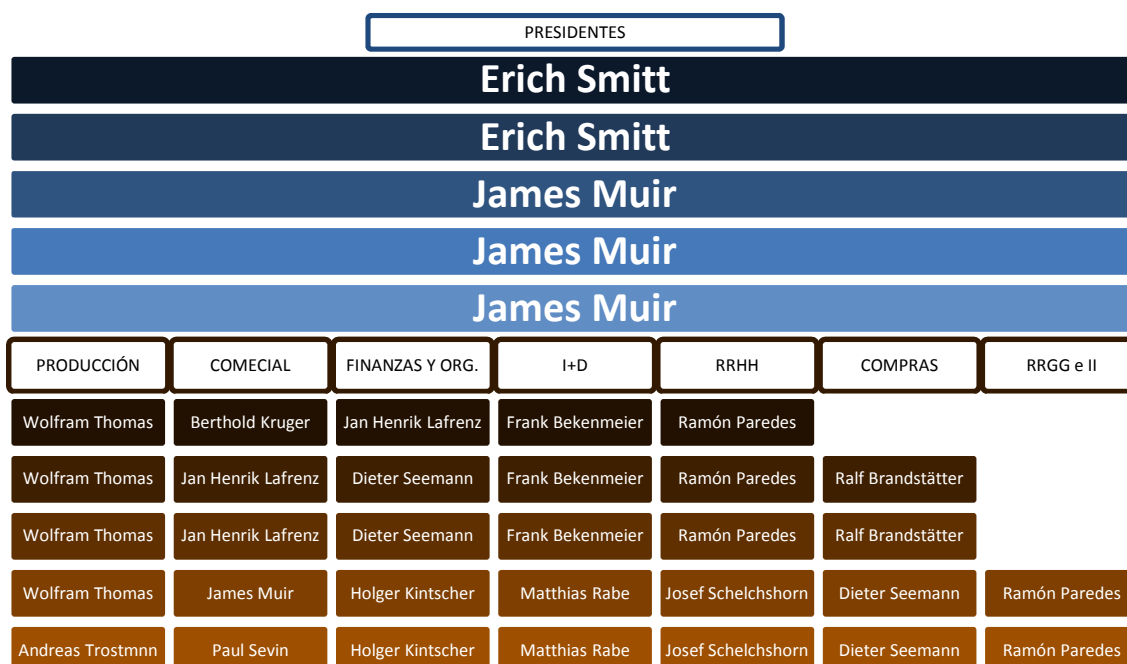 PRESIDENTES
Erich Smitt
Erich Smitt
James Muir
James Muir
James Muir
PRODUCCIÓN COMECIAL FINANZAS Y ORG. I+D RRHH COMPRAS RRGG e II
Wolfram Thomas Berthold Kruger Jan Henrik Lafrenz Frank Bekenmeier Ramón Paredes
Wolfram Thomas Jan Henrik Lafrenz Dieter Seemann Frank Bekenmeier Ramón Paredes Ralf Brandstätter
Wolfram Thomas Jan Henrik Lafrenz Dieter Seemann Frank Bekenmeier Ramón Paredes Ralf Brandstätter
Wolfram Thomas James Muir Holger Kintscher Matthias Rabe Josef Schelchshorn Dieter Seemann Ramón Paredes
Andreas Trostmnn Paul Sevin Holger Kintscher Matthias Rabe Josef Schelchshorn Dieter Seemann Ramón Paredes